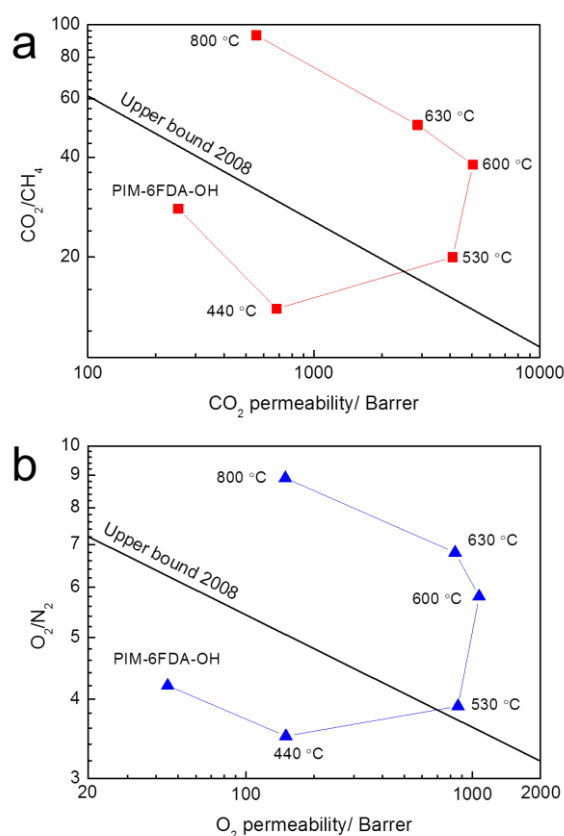 a
100
80
60
40
20
CO₂/CH₄
800 °C
Upper bound 2008
630 °C
600 °C
PIM-6FDA-OH
530 °C
440 °C
100
1000
10000
CO₂ permeability/ Barrer
b
10
9
8
7
6
5
4
3
O₂/N₂
800 °C
Upper bound 2008
630 °C
600 °C
PIM-6FDA-OH
530 °C
440 °C
20
100
1000
2000
O₂ permeability/ Barrer